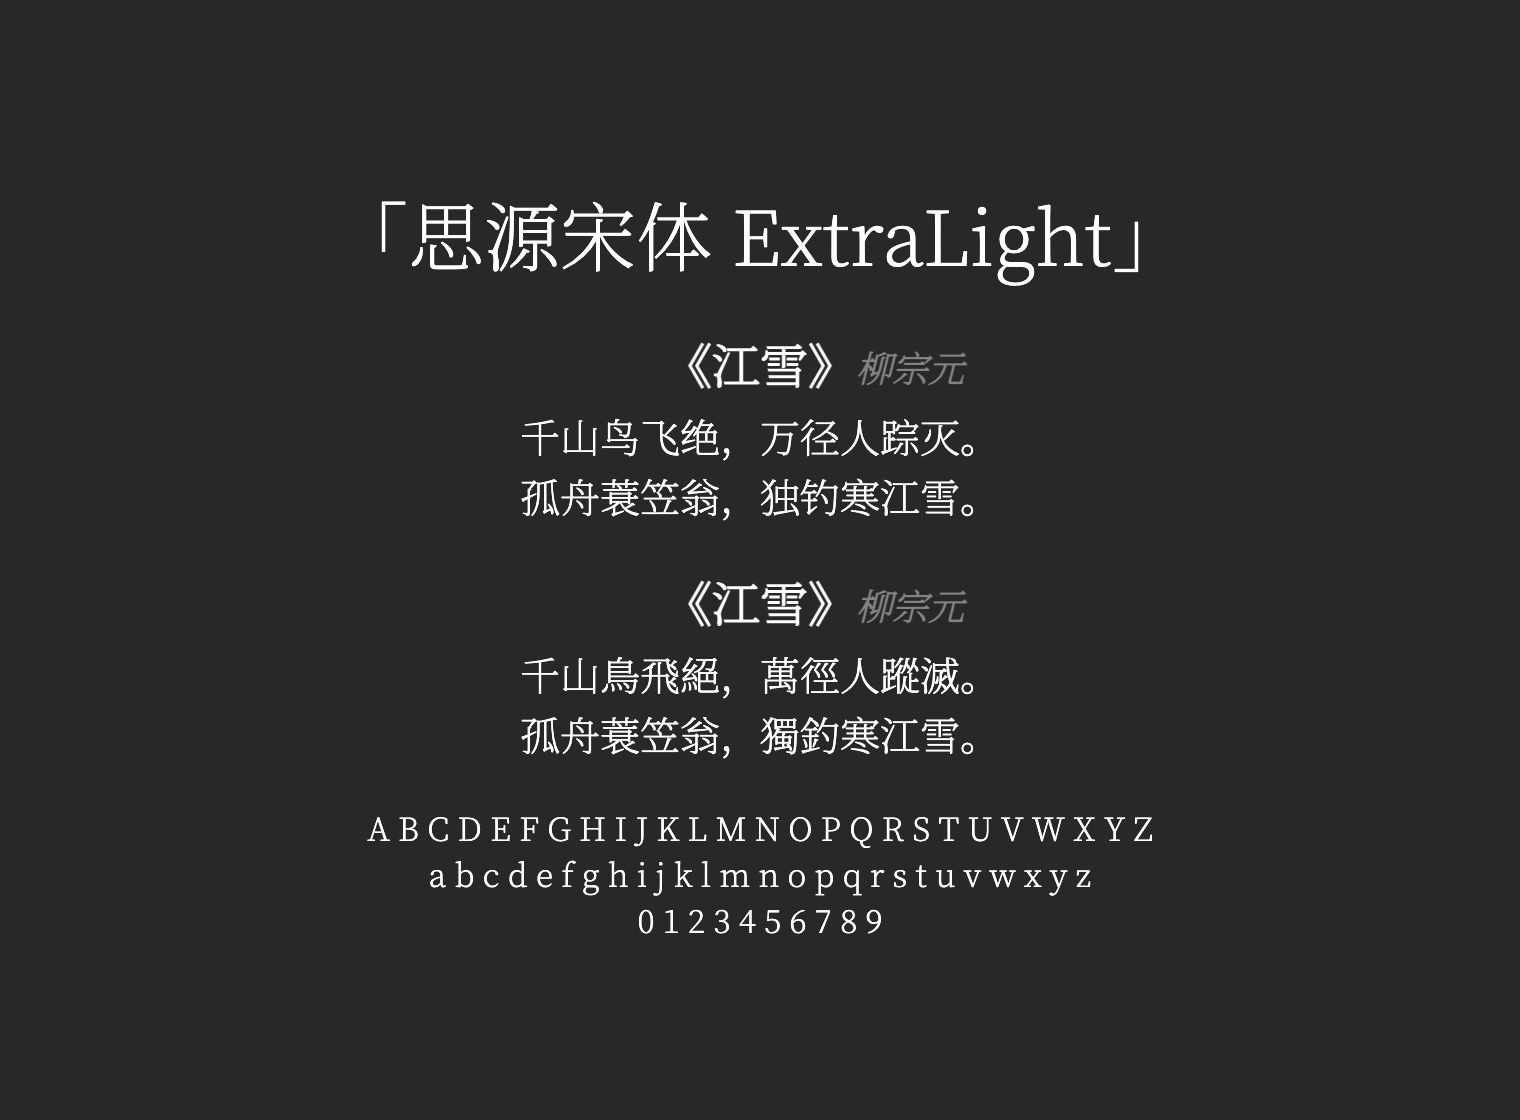 「思源宋体 ExtraLight」
《江雪》柳宗元
千山鸟飞绝，万径人踪灭。
孤舟蓑笠翁，独钓寒江雪。
《江雪》柳宗元
千山鳥飛絕，萬徑人蹤滅。
孤舟蓑笠翁，獨釣寒江雪。
A B C D E F G H I J K L M N O P Q R S T U V W X Y Z
a b c d e f g h i j k l m n o p q r s t u v w x y z
0 1 2 3 4 5 6 7 8 9